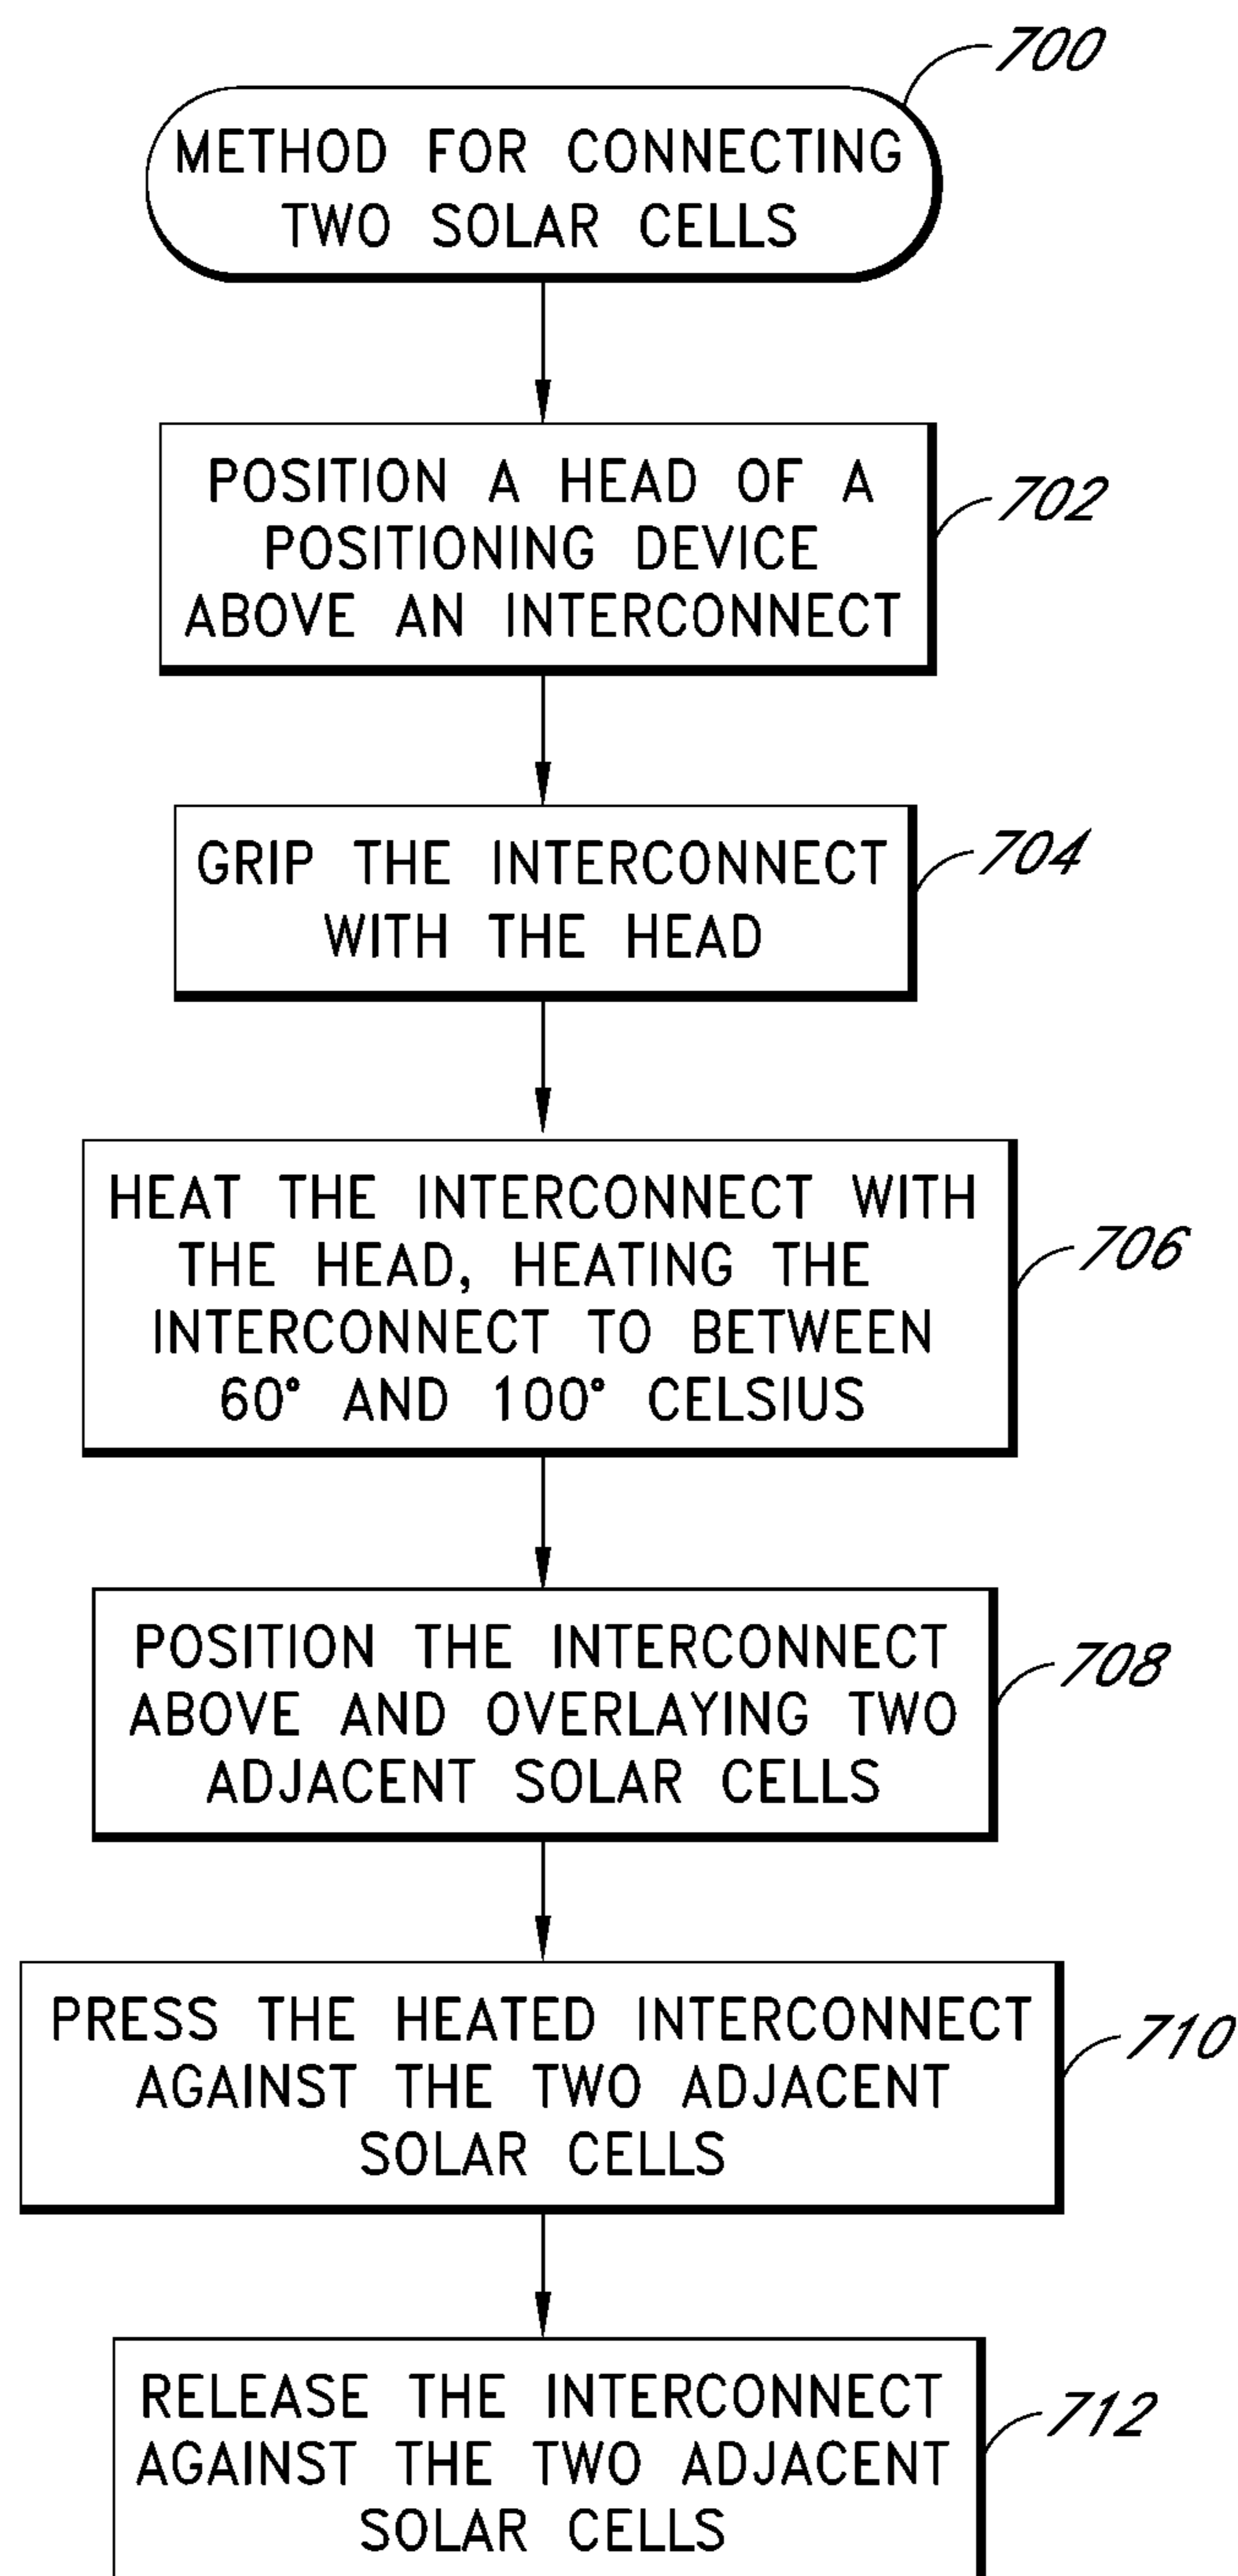 700
METHOD FOR CONNECTING
TWO SOLAR CELLS
POSITION A HEAD OF A
POSITIONING DEVICE
ABOVE AN INTERCONNECT
702
GRIP THE INTERCONNECT
WITH THE HEAD
704
HEAT THE INTERCONNECT WITH
THE HEAD, HEATING THE
INTERCONNECT TO BETWEEN
60° AND 100° CELSIUS
706
POSITION THE INTERCONNECT
ABOVE AND OVERLAYING TWO
ADJACENT SOLAR CELLS
708
PRESS THE HEATED INTERCONNECT
AGAINST THE TWO ADJACENT
SOLAR CELLS
710
RELEASE THE INTERCONNECT
AGAINST THE TWO ADJACENT
SOLAR CELLS
712